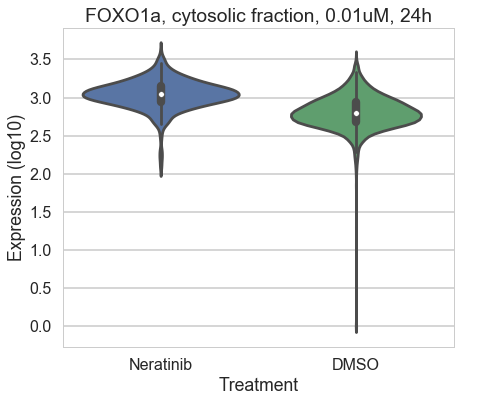 FOXO1a, cytosolic fraction, 0.01uM, 24h
Expression (log10)
3.5
3.0
2.5
2.0
1.5
1.0
0.5
0.0
Neratinib DMSO
Treatment